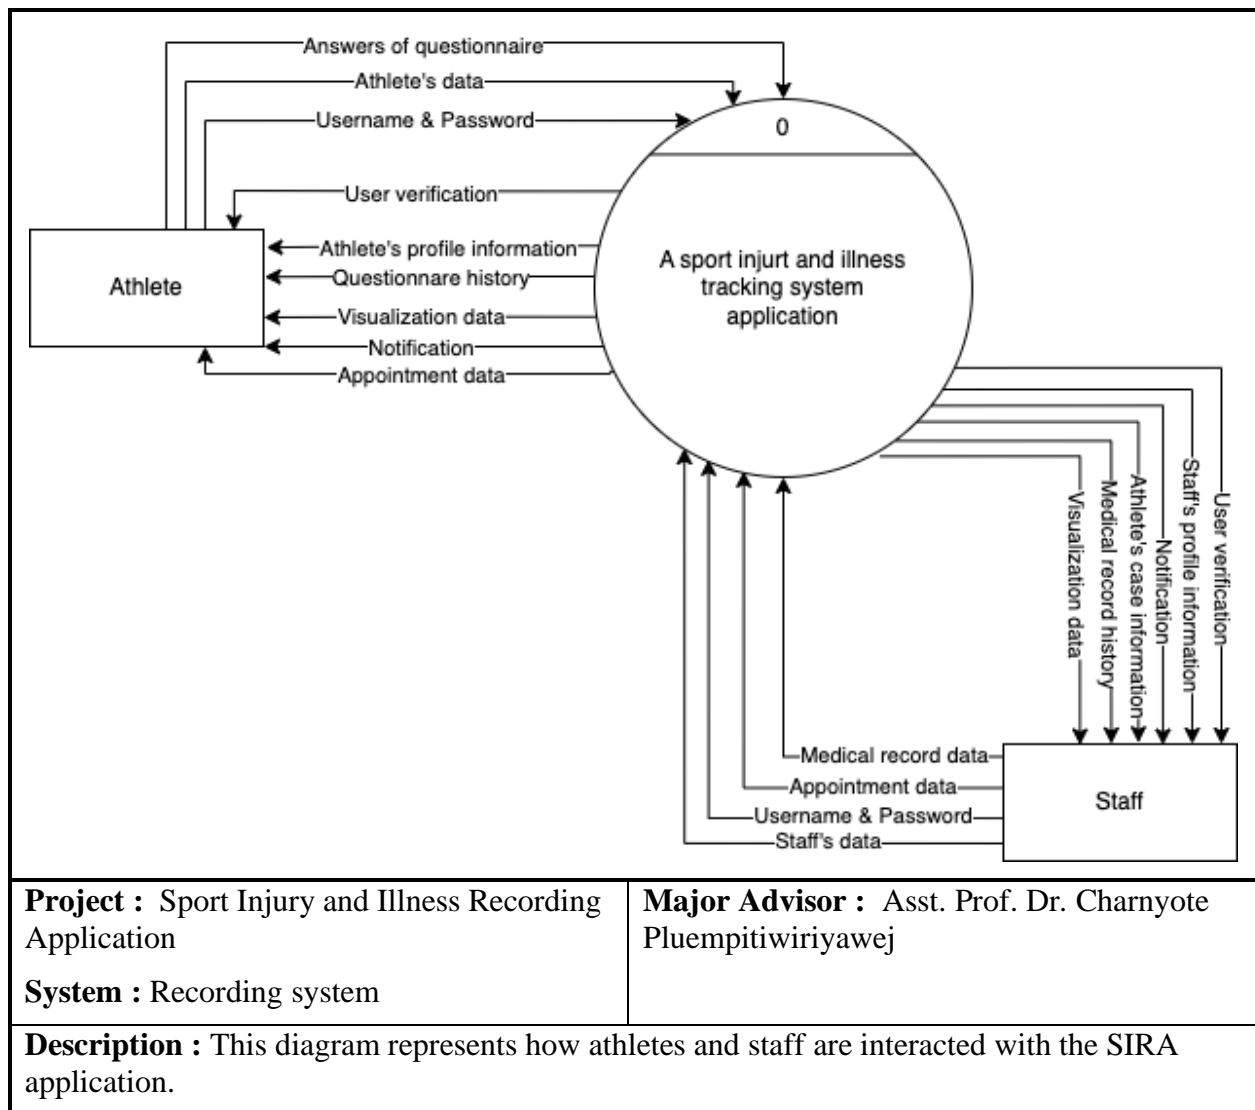 Answers of questionnaire
Athlete's data
Username & Password
0
User verification
Athlete's profile information
Questionnare history
Visualization data
Notification
Appointment data
Athlete
A sport injurt and illness
tracking system
application
Visualization data
Medical record history
Athlete's case information
Notification
Staff's profile information
User verification
Medical record data
Appointment data
Username & Password
Staff's data
Staff
Project : Sport Injury and Illness Recording
Application
System : Recording system
Major Advisor : Asst. Prof. Dr. Charnyote
Pluempitiwiriyawej
Description : This diagram represents how athletes and staff are interacted with the SIRA
application.